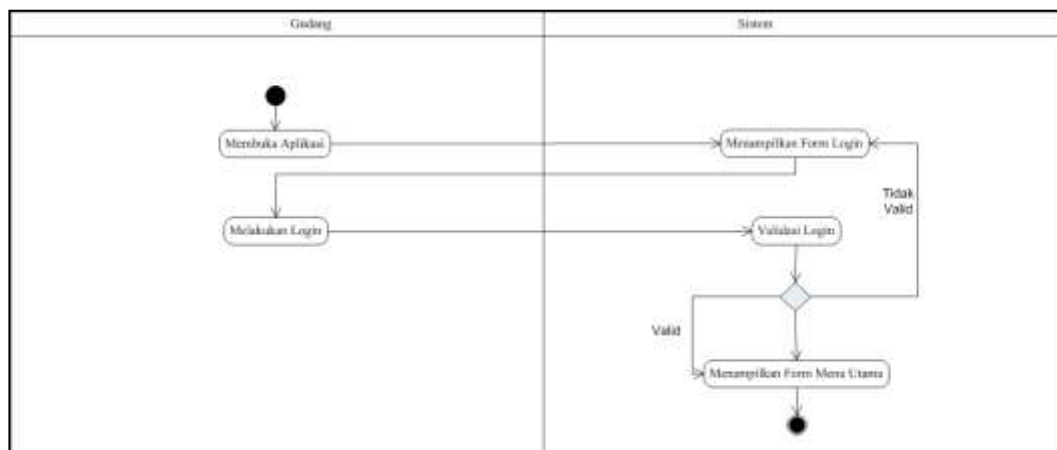 Gudang
Sistem
Membuka Aplikasi
Menampilkan Form Login
Tidak
Valid
Melakukan Login
Validasi Login
Valid
Menampilkan Form Menu Utama